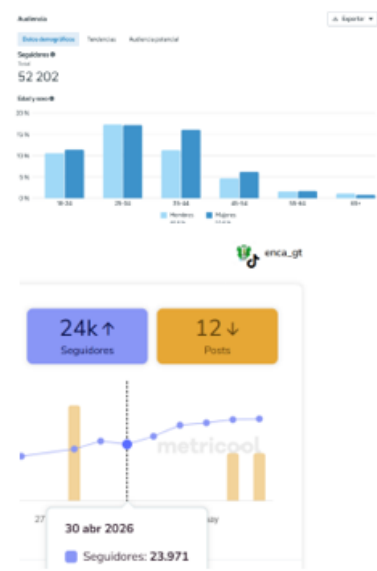 Audiencia
Exportar
Datos demográficos Tendencias Audiencia potencial
Seguidores
Total
52 202
Edad y sexo
20 %
15 %
10 %
5 %
0 %
18-24 25-34 35-44 45-54 55-64 65+
Hombres Mujeres
enca_gt
24k ↑ 12 ↓
Seguidores Posts
metricool
27
30 abr 2026
Seguidores: 23.971